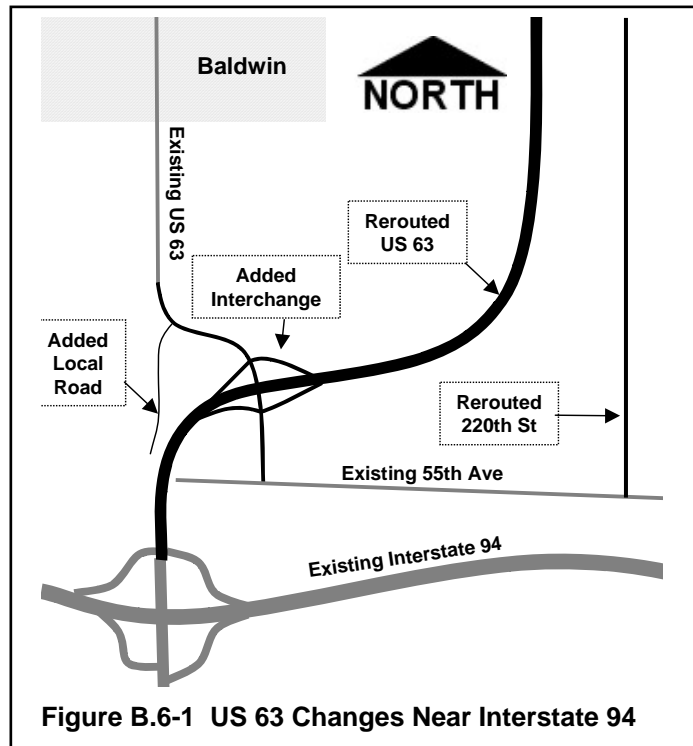 Baldwin
NORTH
Existing US 63
Rerouted
US 63
Added
Interchange
Added
Local
Road
Rerouted
220th St
Existing 55th Ave
Existing Interstate 94
Figure B.6-1 US 63 Changes Near Interstate 94